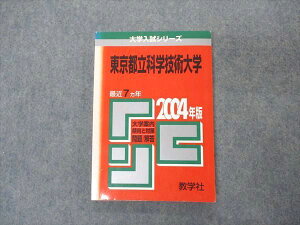 大学入試シリーズ
東京都立科学技術大学
最近7カ年
2004年版
大学案内
傾向と対策
問題/解答
教学社